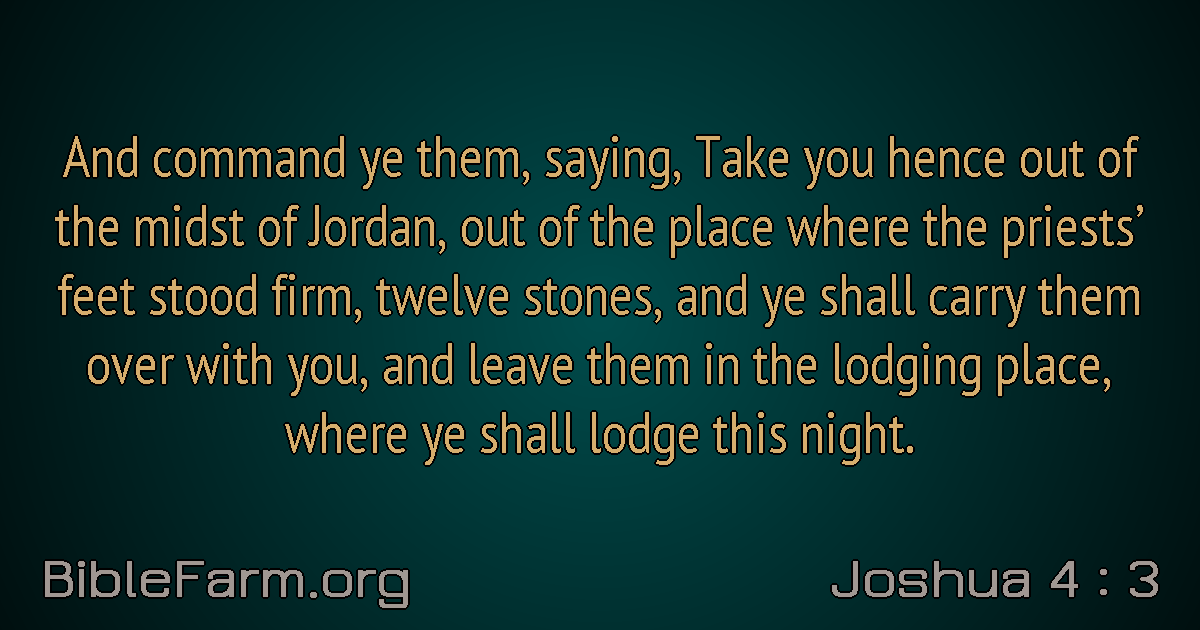 And command ye them, saying, Take you hence out of
the midst of Jordan, out of the place where the priests’
feet stood firm, twelve stones, and ye shall carry them
over with you, and leave them in the lodging place,
where ye shall lodge this night.
BibleFarm.org
Joshua 4 : 3